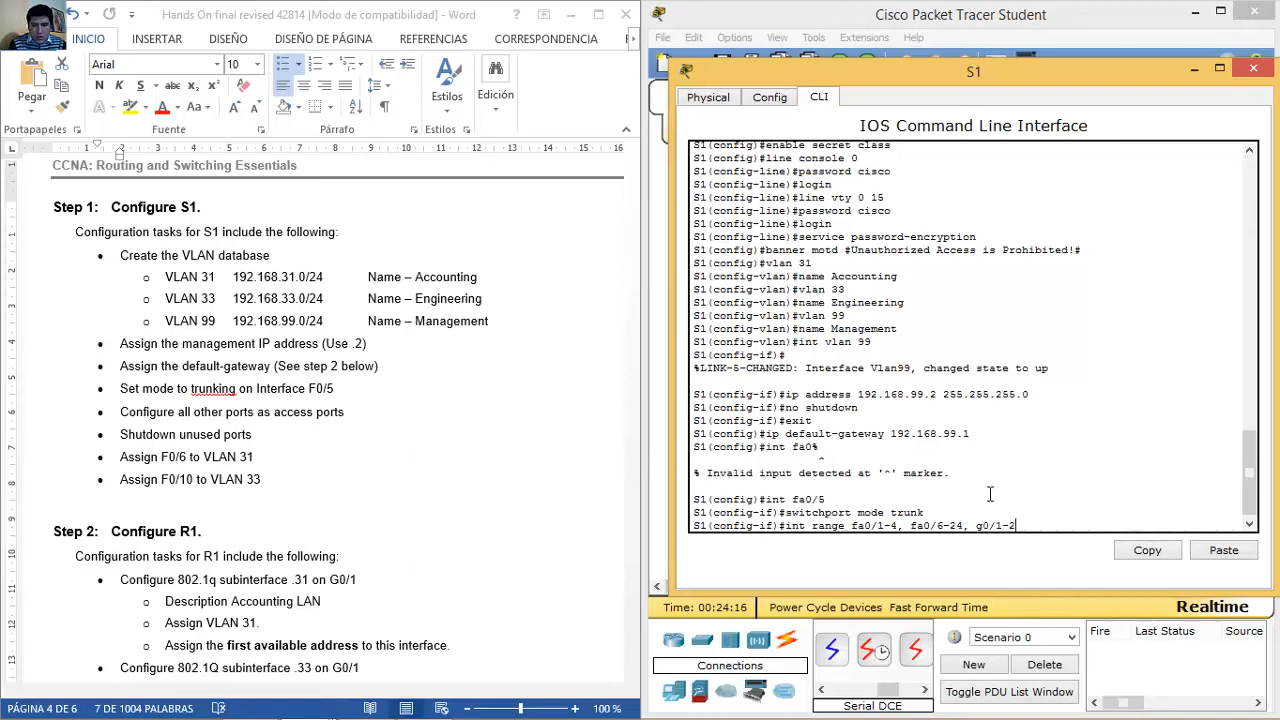 Hands On final revised 42814 [Modo de compatibilidad] - Word
INICIO
INSERTAR
DISEÑO
DISEÑO DE PÁGINA
REFERENCIAS
CORRESPONDENCIA
Pegar
Arial
10
N K S abc x₂ x²
Aa
A A
Estilos
Edición
Portapapeles
Fuente
Párrafo
Estilos
CCNA: Routing and Switching Essentials
Step 1: Configure S1.
Configuration tasks for S1 include the following:
Create the VLAN database
VLAN 31 192.168.31.0/24 Name – Accounting
VLAN 33 192.168.33.0/24 Name – Engineering
VLAN 99 192.168.99.0/24 Name – Management
Assign the management IP address (Use .2)
Assign the default-gateway (See step 2 below)
Set mode to trunking on Interface F0/5
Configure all other ports as access ports
Shutdown unused ports
Assign F0/6 to VLAN 31
Assign F0/10 to VLAN 33
Step 2: Configure R1.
Configuration tasks for R1 include the following:
Configure 802.1q subinterface .31 on G0/1
Description Accounting LAN
Assign VLAN 31.
Assign the first available address to this interface.
Configure 802.1Q subinterface .33 on G0/1
PÁGINA 4 DE 6
7 DE 1004 PALABRAS
100 %
Cisco Packet Tracer Student
File Edit Options View Tools Extensions Help
S1
Physical
Config
CLI
IOS Command Line Interface
S1(config)#enable secret class
S1(config)#line console 0
S1(config-line)#password cisco
S1(config-line)#login
S1(config-line)#line vty 0 15
S1(config-line)#password cisco
S1(config-line)#login
S1(config-line)#service password-encryption
S1(config)#banner motd #Unauthorized Access is Prohibited!#
S1(config)#vlan 31
S1(config-vlan)#name Accounting
S1(config-vlan)#vlan 33
S1(config-vlan)#name Engineering
S1(config-vlan)#vlan 99
S1(config-vlan)#name Management
S1(config-vlan)#int vlan 99
S1(config-if)#
%LINK-5-CHANGED: Interface Vlan99, changed state to up
S1(config-if)#ip address 192.168.99.2 255.255.255.0
S1(config-if)#no shutdown
S1(config-if)#exit
S1(config)#ip default-gateway 192.168.99.1
S1(config)#int fa0%
^
% Invalid input detected at '^' marker.
S1(config)#int fa0/5
S1(config-if)#switchport mode trunk
S1(config-if)#int range fa0/1-4, fa0/6-24, g0/1-2
Copy
Paste
Time: 00:24:16
Power Cycle Devices Fast Forward Time
Realtime
Connections
Serial DCE
Scenario 0
New
Delete
Toggle PDU List Window
Fire
Last Status
Source